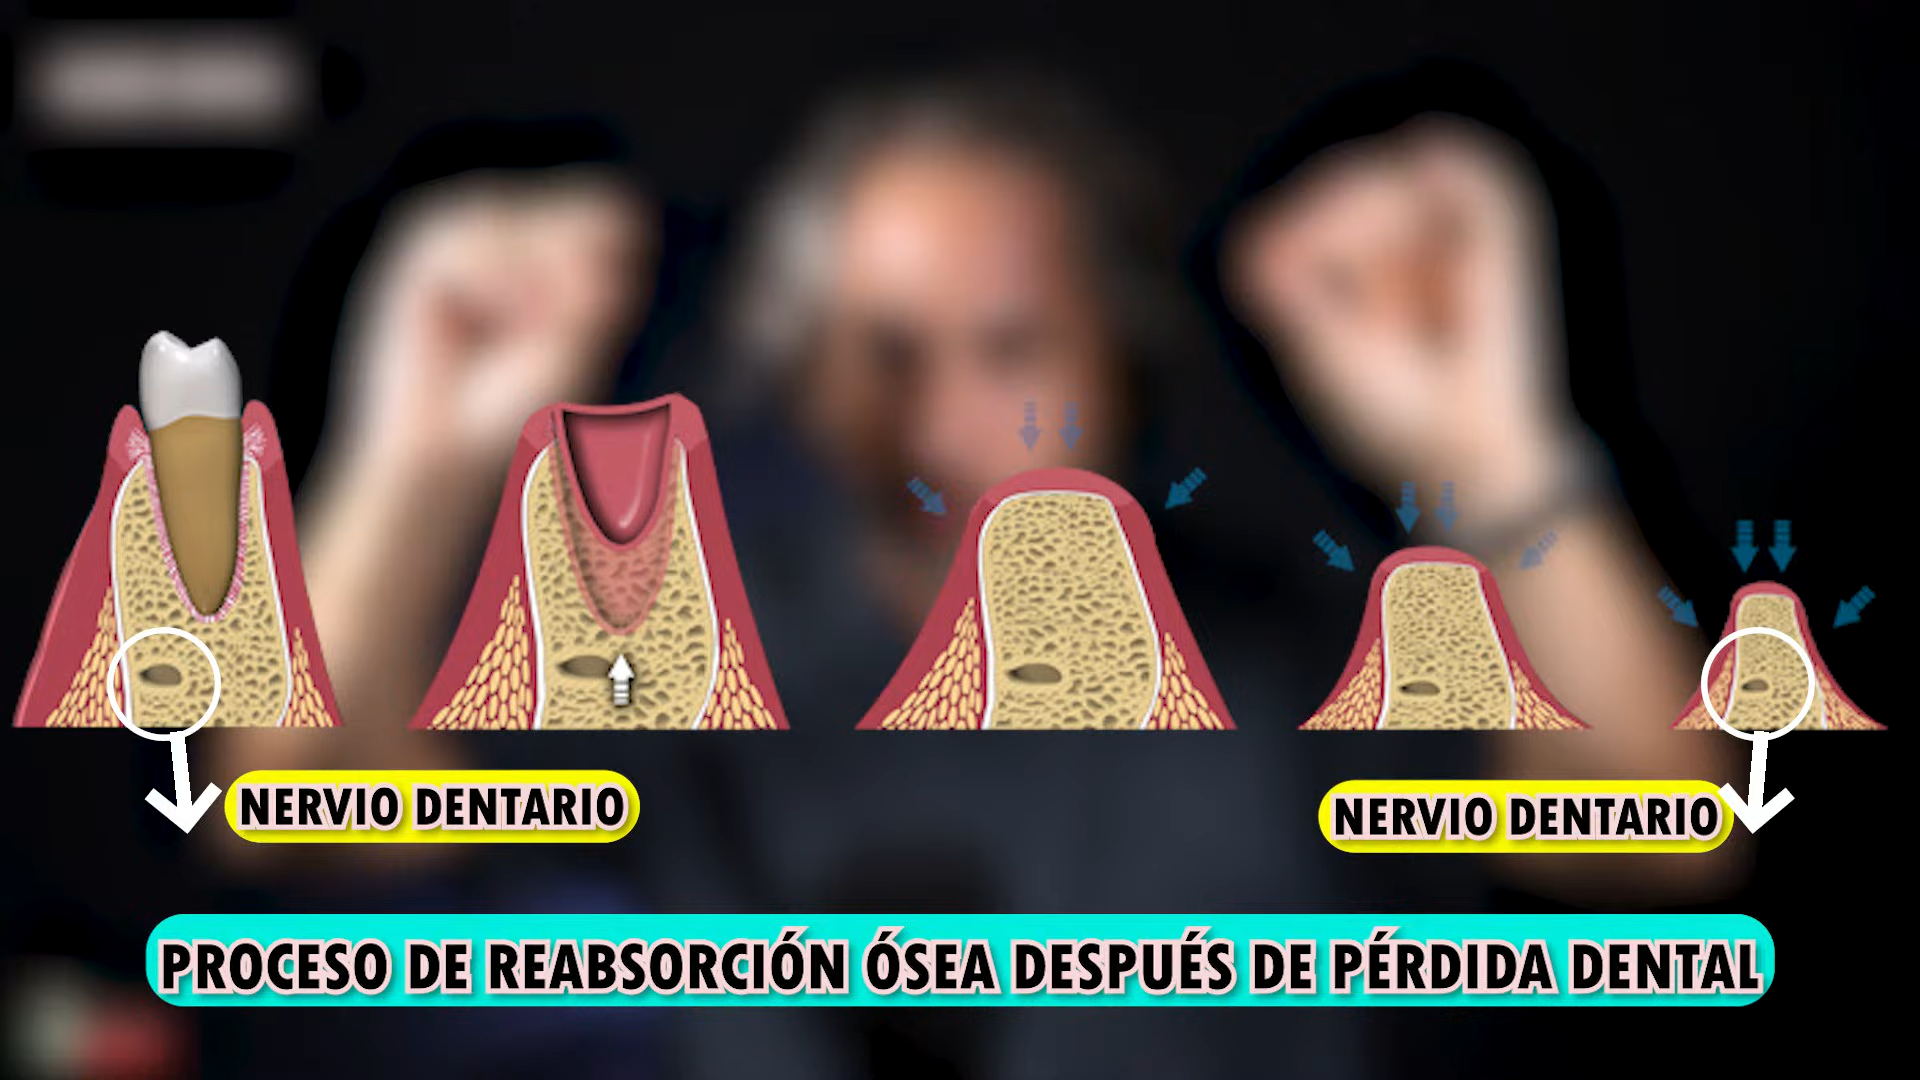 NERVIO DENTARIO
NERVIO DENTARIO
PROCESO DE REABSORCIÓN ÓSEA DESPUÉS DE PÉRDIDA DENTAL